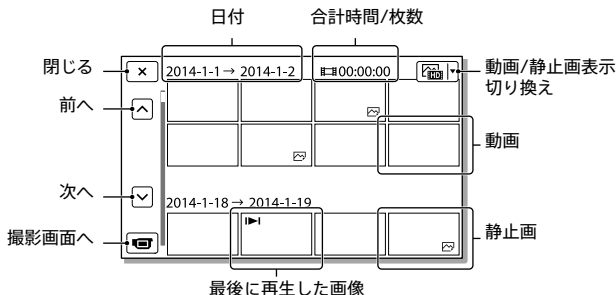 日付
合計時間/枚数
閉じる
2014-1-1→ 2014-1-2
00:00:00
HD
動画/静止画表示
切り換え
前へ
動画
次へ
2014-1-18→ 2014-1-19
撮影画面へ
静止画
最後に再生した画像